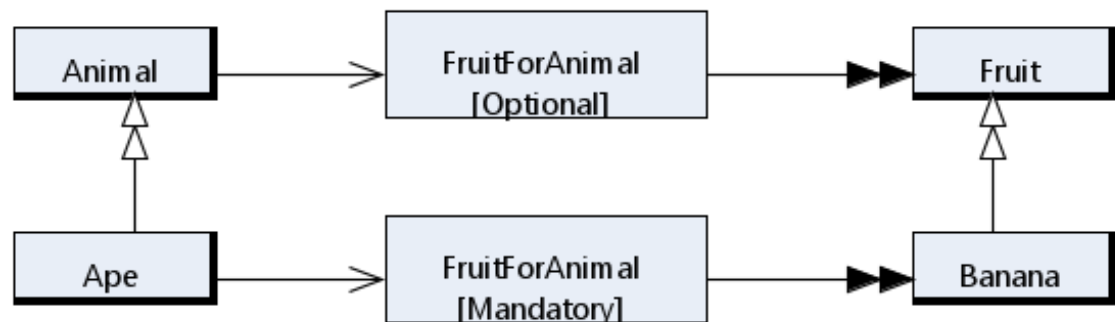 Animal
FruitForAnimal
[Optional]
Fruit
Ape
FruitForAnimal
[Mandatory]
Banana